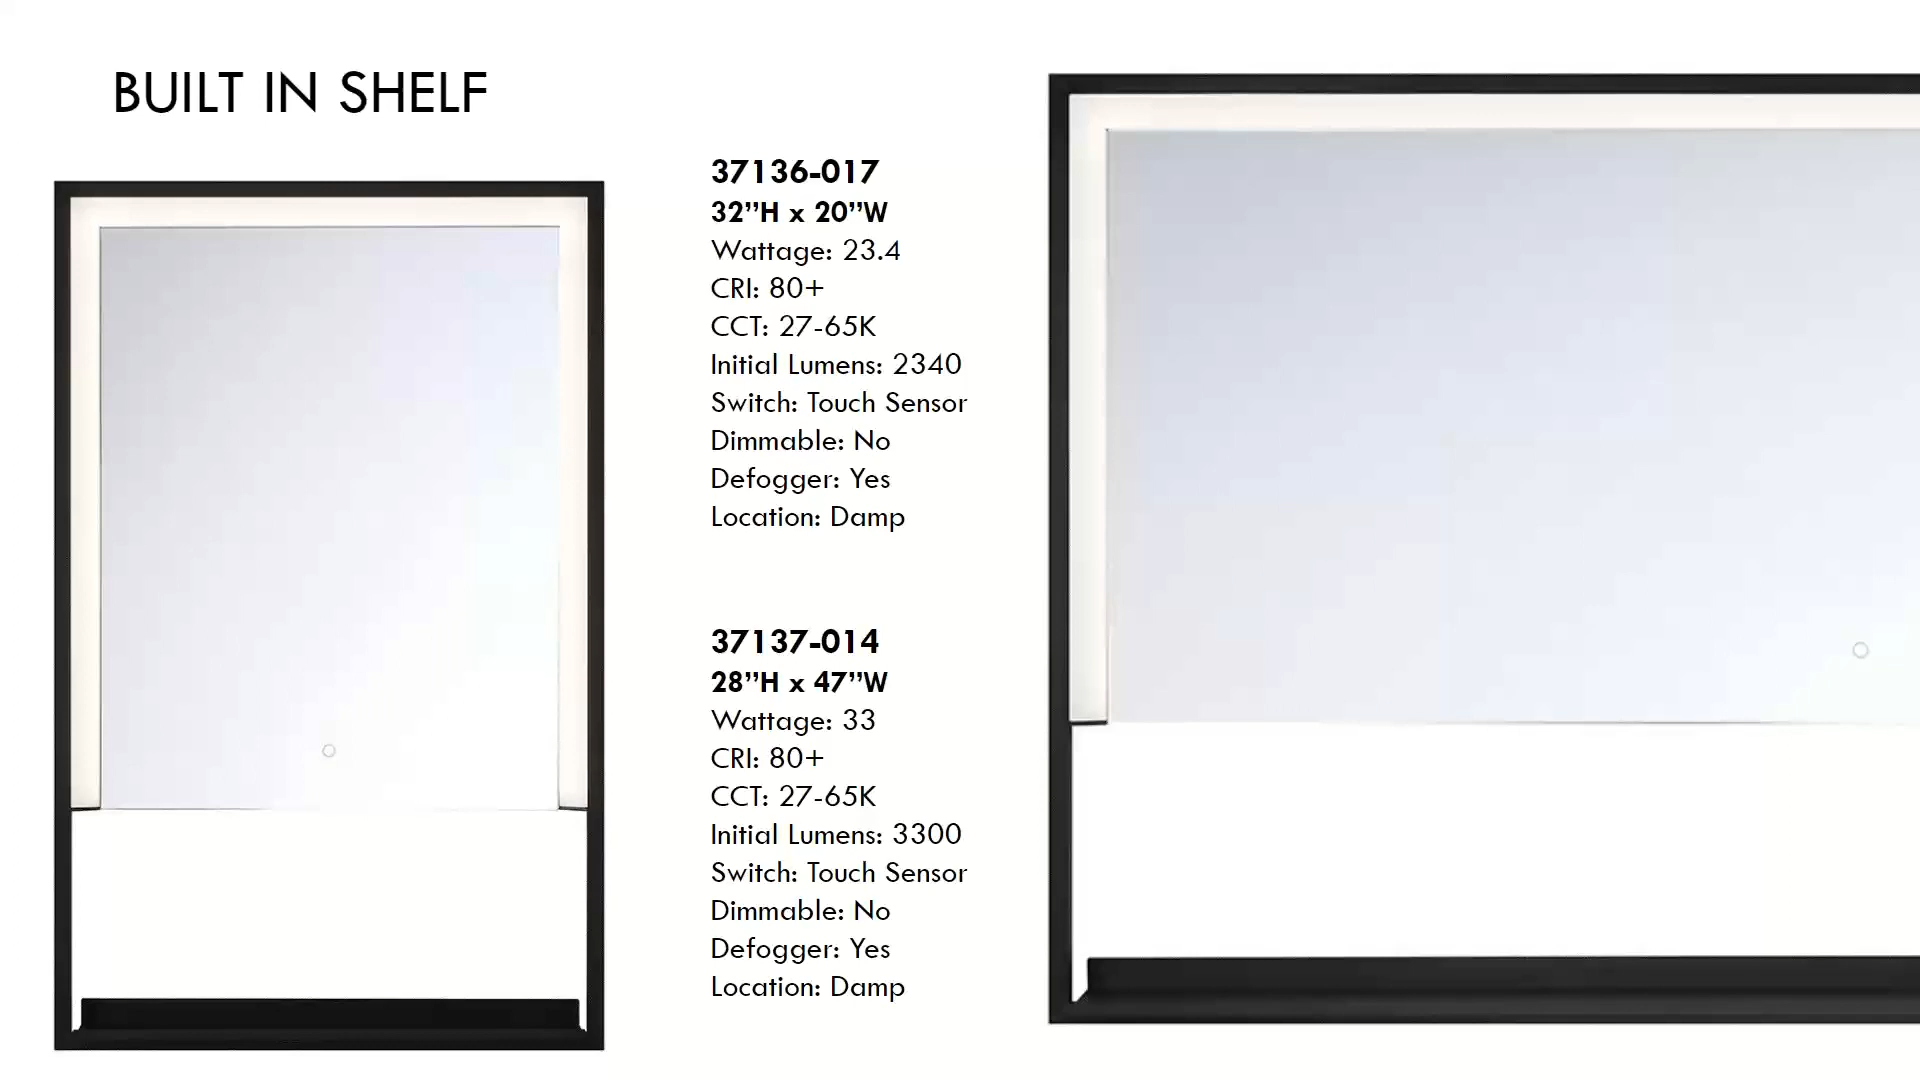 BUILT IN SHELF
37136-017
32”H x 20”W
Wattage: 23.4
CRI: 80+
CCT: 27-65K
Initial Lumens: 2340
Switch: Touch Sensor
Dimmable: No
Defogger: Yes
Location: Damp
37137-014
28”H x 47”W
Wattage: 33
CRI: 80+
CCT: 27-65K
Initial Lumens: 3300
Switch: Touch Sensor
Dimmable: No
Defogger: Yes
Location: Damp